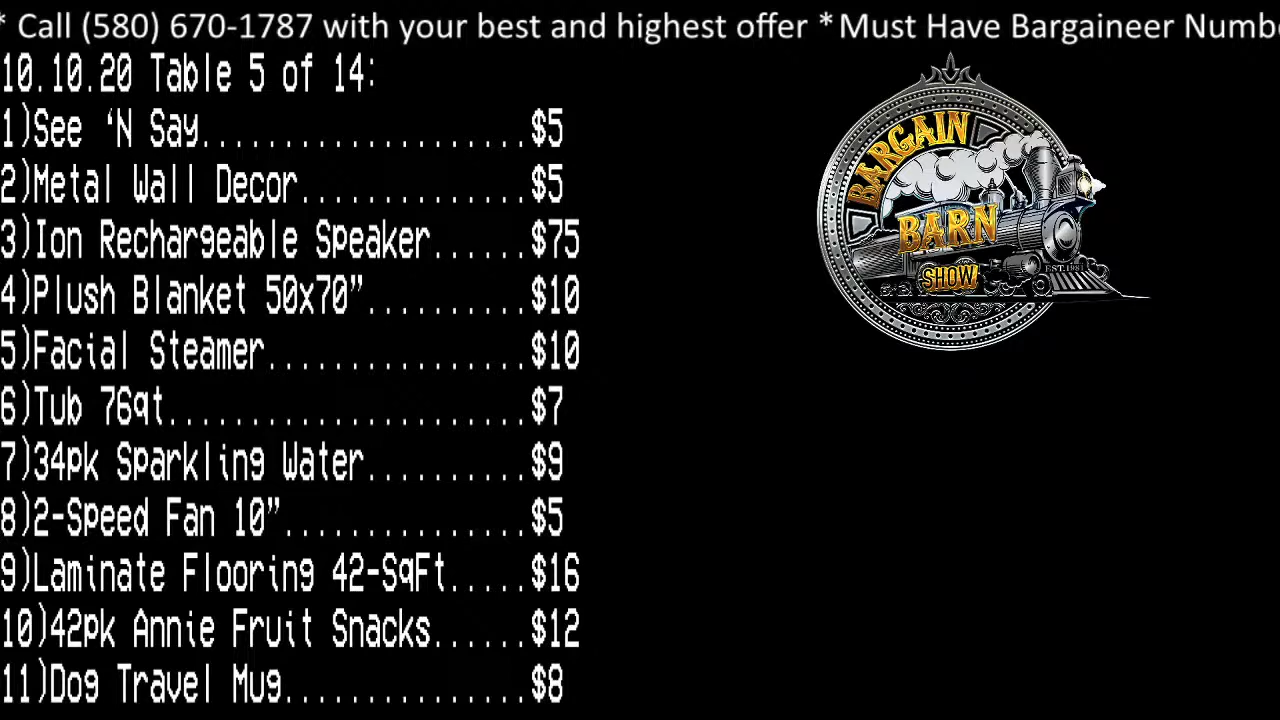 * Call (580) 670-1787 with your best and highest offer *Must Have Bargaineer Numbe
10.10.20 Table 5 of 14:
1)See ‘N Say....................$5
2)Metal Wall Decor..............$5
3)Ion Rechargeable Speaker......$75
4)Plush Blanket 50x70”..........$10
5)Facial Steamer................$10
6)Tub 76qt......................$7
7)34pk Sparkling Water..........$9
8)2-Speed Fan 10”...............$5
9)Laminate Flooring 42-SqFt.....$16
10)42pk Annie Fruit Snacks......$12
11)Dog Travel Mug...............$8
BARGAIN
BARN
SHOW
EST.1981